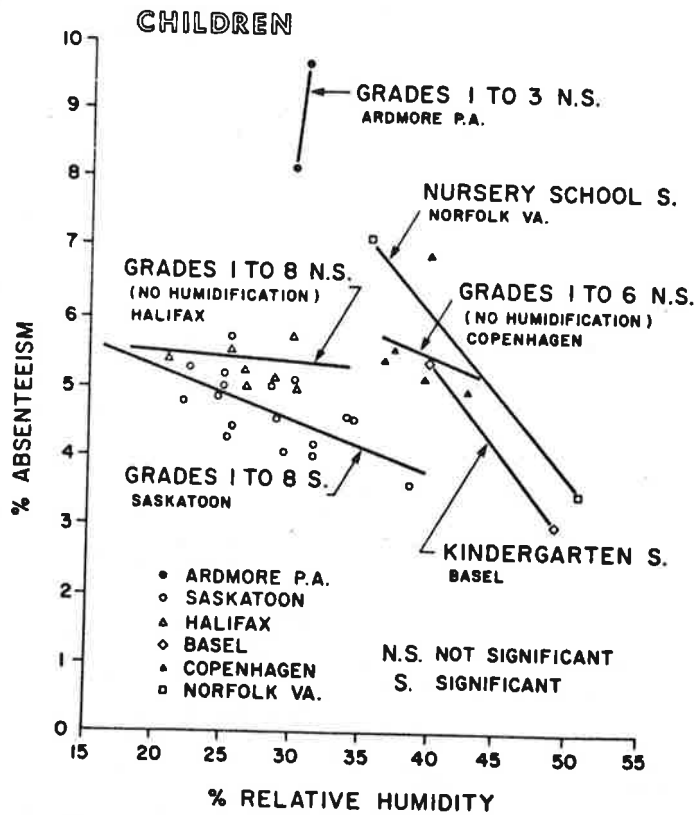 CHILDREN
10
9
8
7
6
5
4
3
2
1
0
% ABSENTEEISM
GRADES 1 TO 3 N.S.
ARDMORE P.A.
NURSERY SCHOOL S.
NORFOLK VA.
GRADES 1 TO 8 N.S.
(NO HUMIDIFICATION)
HALIFAX
GRADES 1 TO 6 N.S.
(NO HUMIDIFICATION)
COPENHAGEN
GRADES 1 TO 8 S.
SASKATOON
KINDERGARTEN S.
BASEL
ARDMORE P.A.
SASKATOON
HALIFAX
BASEL
COPENHAGEN
NORFOLK VA.
N.S. NOT SIGNIFICANT
S. SIGNIFICANT
15 20 25 30 35 40 45 50 55
% RELATIVE HUMIDITY